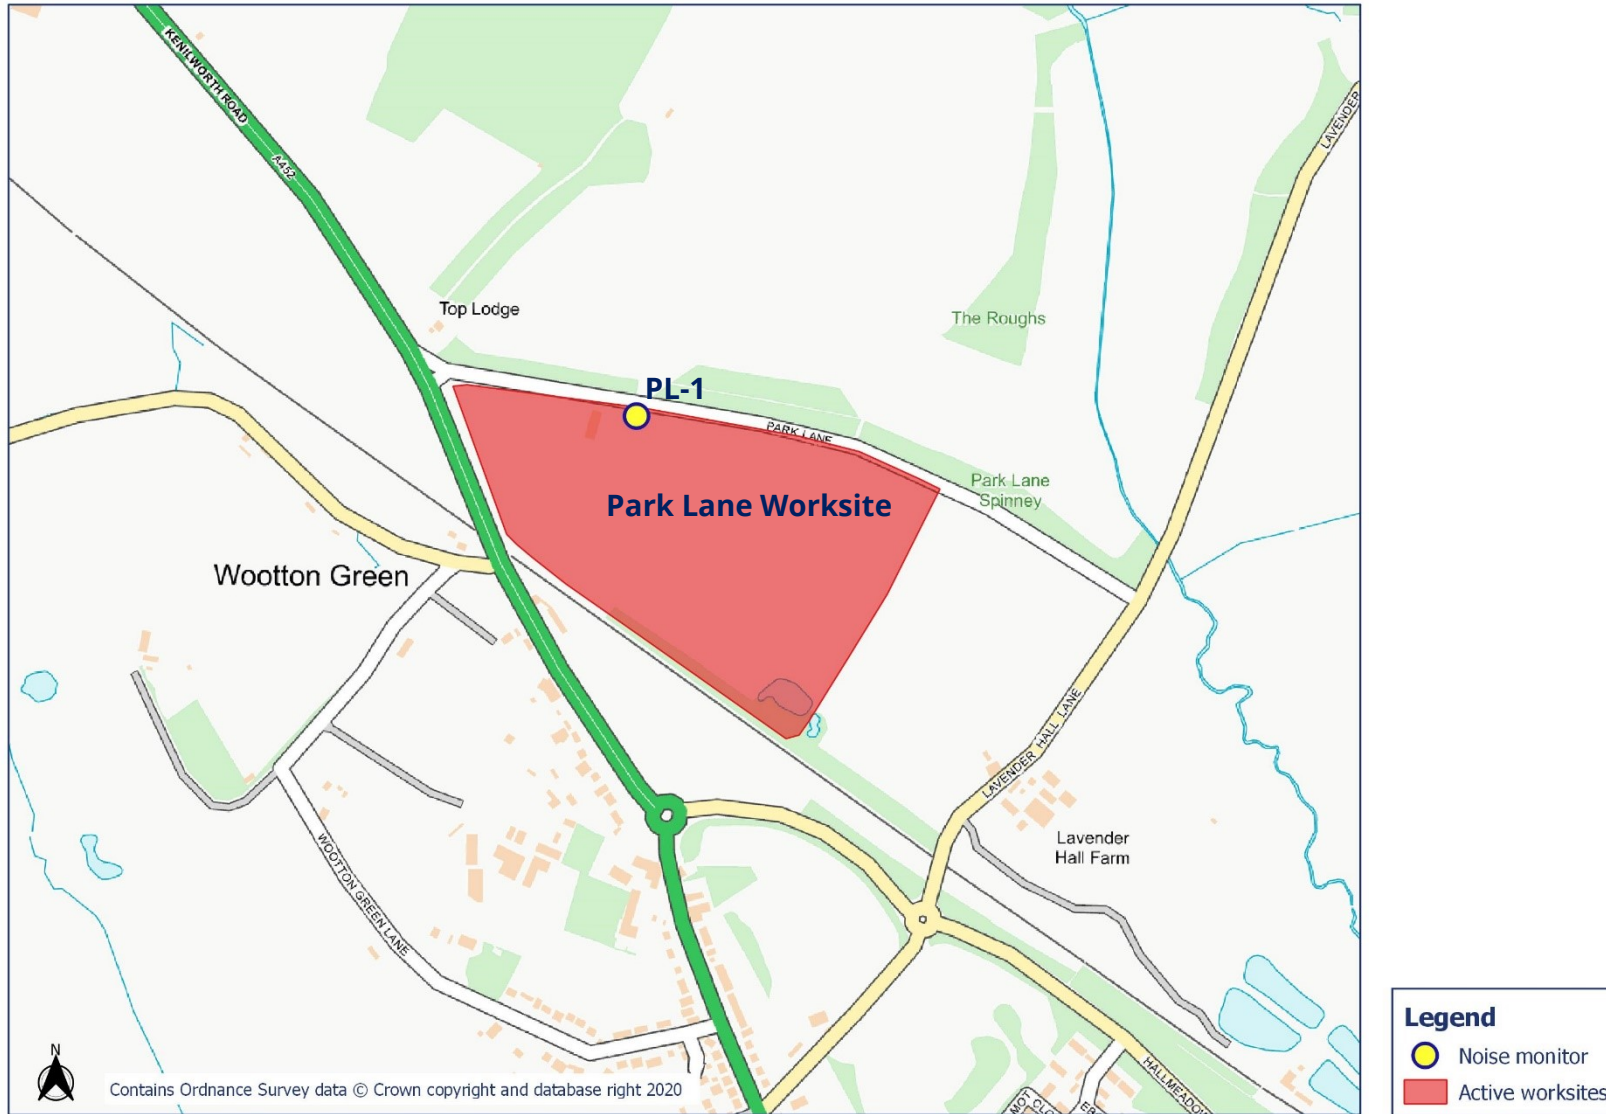 KENILWORTH ROAD
A452
LAVENDER
Top Lodge
The Roughs
PL-1
PARK LANE
Park Lane
Spinney
Park Lane Worksite
Wootton Green
LAVENDER HALL LANE
Lavender
Hall Farm
WOOTTON GREEN LANE
HALLMEADOW
N
Contains Ordnance Survey data © Crown copyright and database right 2020
Legend
Noise monitor
Active worksites